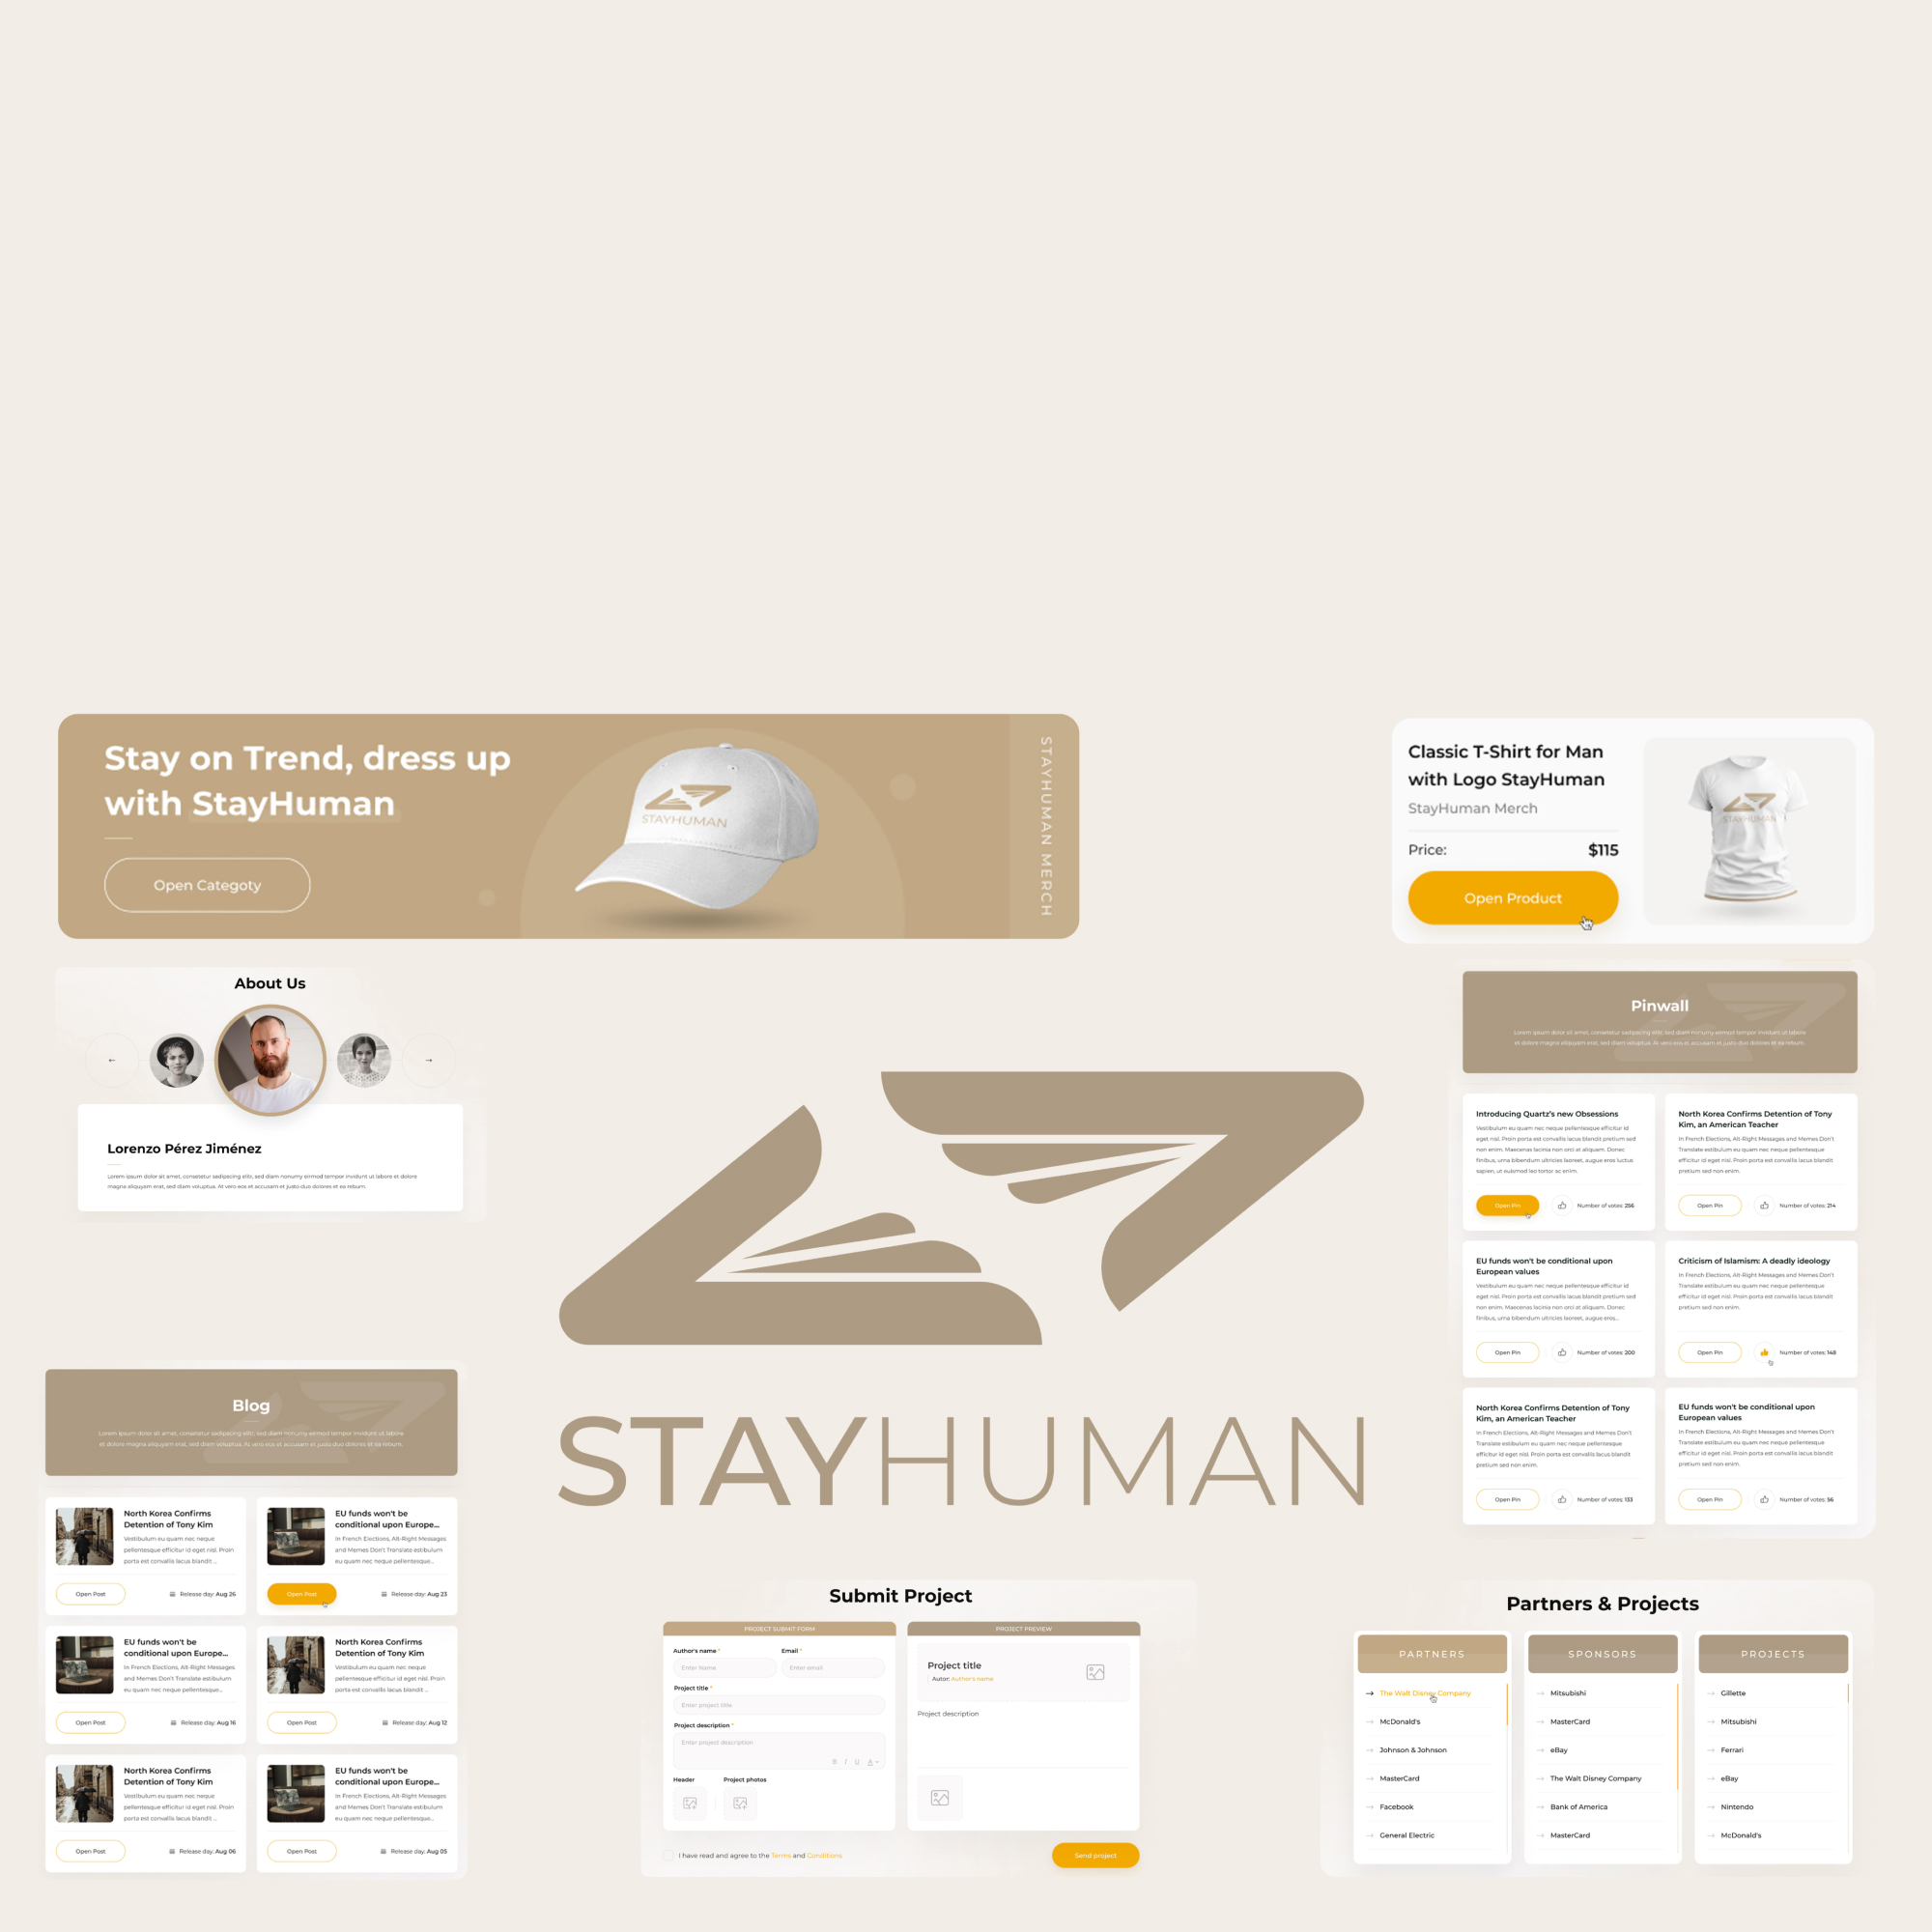 Stay on Trend, dress up
with StayHuman
Open Categoty
STAYHUMAN
STAYHUMAN MERCH
Classic T-Shirt for Man
with Logo StayHuman
StayHuman Merch
Price: $115
Open Product
STAYHUMAN
About Us
←
→
Lorenzo Pérez Jiménez
Lorem ipsum dolor sit amet, consetetur sadipscing elitr, sed diam nonumy eirmod tempor invidunt ut labore et dolore
magna aliquyam erat, sed diam voluptua. At vero eos et accusam et justo duo dolores et ea rebum.
Pinwall
Lorem ipsum dolor sit amet, consetetur sadipscing elitr, sed diam nonumy eirmod tempor invidunt ut labore
et dolore magna aliquyam erat, sed diam voluptua. At vero eos et accusam et justo duo dolores et ea rebum.
Introducing Quartz's new Obsessions
Vestibulum eu quam nec neque pellentesque efficitur id
eget nisl. Proin porta est convallis lacus blandit pretium sed
non enim. Maecenas lacinia non orci at aliquam. Donec
finibus, urna bibendum ultricies laoreet, augue eros luctus
sapien, ut euismod leo tortor ac enim.
Open Pin
Number of votes: 256
North Korea Confirms Detention of Tony
Kim, an American Teacher
In French Elections, Alt-Right Messages and Memes Don't
Translate estibulum eu quam nec neque pellentesque
efficitur id eget nisl. Proin porta est convallis lacus blandit
pretium sed non enim.
Open Pin
Number of votes: 214
EU funds won't be conditional upon
European values
Vestibulum eu quam nec neque pellentesque efficitur id
eget nisl. Proin porta est convallis lacus blandit pretium sed
non enim. Maecenas lacinia non orci at aliquam. Donec
finibus, urna bibendum ultricies laoreet, augue eros...
Open Pin
Number of votes: 200
Criticism of Islamism: A deadly ideology
In French Elections, Alt-Right Messages and Memes Don't
Translate estibulum eu quam nec neque pellentesque
efficitur id eget nisl. Proin porta est convallis lacus blandit
pretium sed non enim.
Open Pin
Number of votes: 148
North Korea Confirms Detention of Tony
Kim, an American Teacher
In French Elections, Alt-Right Messages and Memes Don't
Translate estibulum eu quam nec neque pellentesque
efficitur id eget nisl. Proin porta est convallis lacus blandit
pretium sed non enim.
Open Pin
Number of votes: 133
EU funds won't be conditional upon
European values
In French Elections, Alt-Right Messages and Memes Don't
Translate estibulum eu quam nec neque pellentesque
efficitur id eget nisl. Proin porta est convallis lacus blandit
pretium sed non enim.
Open Pin
Number of votes: 56
STAYHUMAN
Blog
Lorem ipsum dolor sit amet, consetetur sadipscing elitr, sed diam nonumy eirmod tempor invidunt ut labore
et dolore magna aliquyam erat, sed diam voluptua. At vero eos et accusam et justo duo dolores et ea rebum.
North Korea Confirms
Detention of Tony Kim
Vestibulum eu quam nec neque
pellentesque efficitur id eget nisl. Proin
porta est convallis lacus blandit ...
Open Post
Release day: Aug 26
EU funds won't be
conditional upon Europe...
In French Elections, Alt-Right Messages
and Memes Don't Translate estibulum
eu quam nec neque pellentesque...
Open Post
Release day: Aug 23
EU funds won't be
conditional upon Europe...
In French Elections, Alt-Right Messages
and Memes Don't Translate estibulum
eu quam nec neque pellentesque...
Open Post
Release day: Aug 16
North Korea Confirms
Detention of Tony Kim
Vestibulum eu quam nec neque
pellentesque efficitur id eget nisl. Proin
porta est convallis lacus blandit ...
Open Post
Release day: Aug 12
North Korea Confirms
Detention of Tony Kim
Vestibulum eu quam nec neque
pellentesque efficitur id eget nisl. Proin
porta est convallis lacus blandit ...
Open Post
Release day: Aug 06
EU funds won't be
conditional upon Europe...
In French Elections, Alt-Right Messages
and Memes Don't Translate estibulum
eu quam nec neque pellentesque...
Open Post
Release day: Aug 05
Submit Project
PROJECT SUBMIT FORM
Author's name * Email *
Enter Name Enter email
Project title *
Enter project title
Project description *
Enter project description
B I U A
Header Project photos
PROJECT PREVIEW
Project title
Autor: Author's name
Project description
I have read and agree to the Terms and Conditions
Send project
Partners & Projects
PARTNERS
→ The Walt Disney Company
→ McDonald's
→ Johnson & Johnson
→ MasterCard
→ Facebook
→ General Electric
SPONSORS
→ Mitsubishi
→ MasterCard
→ eBay
→ The Walt Disney Company
→ Bank of America
→ MasterCard
PROJECTS
→ Gillette
→ Mitsubishi
→ Ferrari
→ eBay
→ Nintendo
→ McDonald's